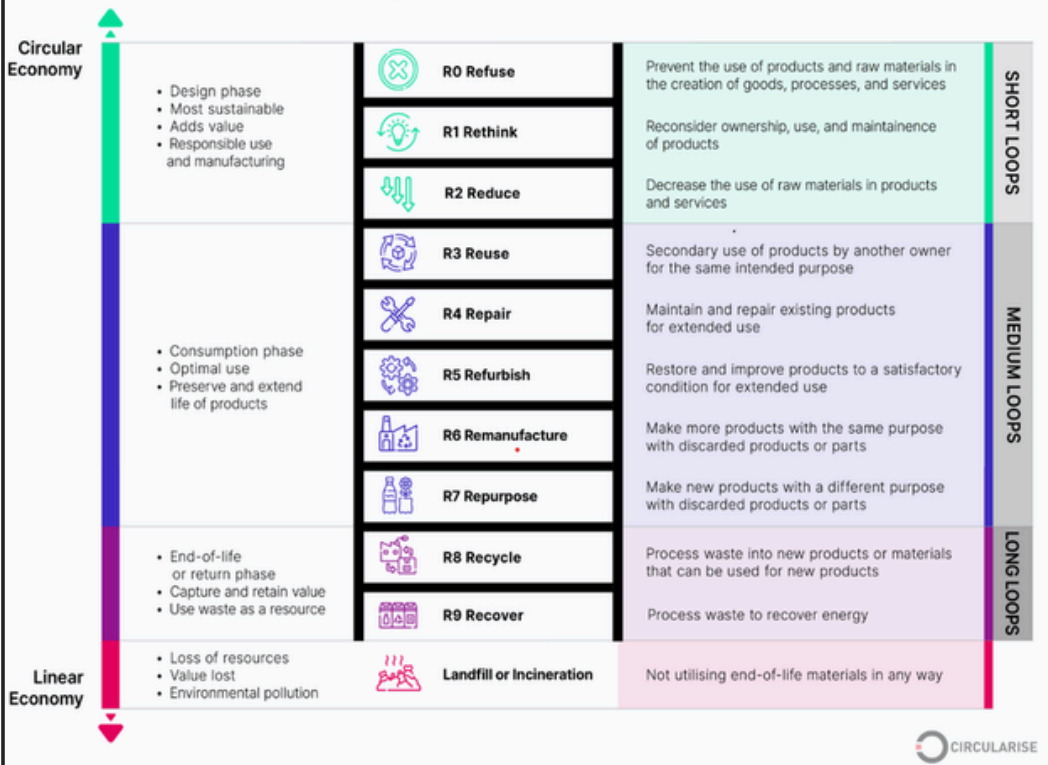 Circular
Economy
• Design phase
• Most sustainable
• Adds value
• Responsible use
and manufacturing
R0 Refuse
Prevent the use of products and raw materials in
the creation of goods, processes, and services
R1 Rethink
Reconsider ownership, use, and maintainence
of products
R2 Reduce
Decrease the use of raw materials in products
and services
SHORT LOOPS
• Consumption phase
• Optimal use
• Preserve and extend
life of products
R3 Reuse
Secondary use of products by another owner
for the same intended purpose
R4 Repair
Maintain and repair existing products
for extended use
R5 Refurbish
Restore and improve products to a satisfactory
condition for extended use
R6 Remanufacture
Make more products with the same purpose
with discarded products or parts
R7 Repurpose
Make new products with a different purpose
with discarded products or parts
MEDIUM LOOPS
• End-of-life
or return phase
• Capture and retain value
• Use waste as a resource
R8 Recycle
Process waste into new products or materials
that can be used for new products
R9 Recover
Process waste to recover energy
LONG LOOPS
Linear
Economy
• Loss of resources
• Value lost
• Environmental pollution
Landfill or Incineration
Not utilising end-of-life materials in any way
CIRCULARISE